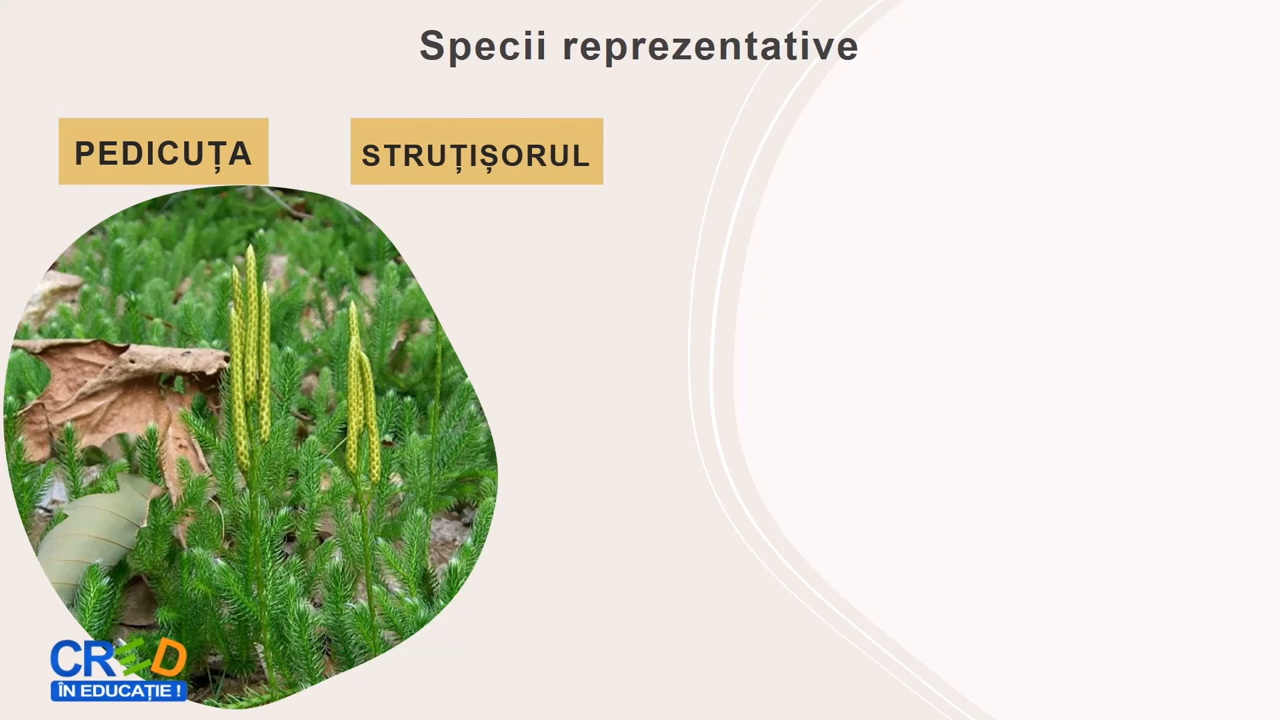 Specii reprezentative
PEDICUȚA
STRUȚIȘORUL
CRED
ÎN EDUCAȚIE !